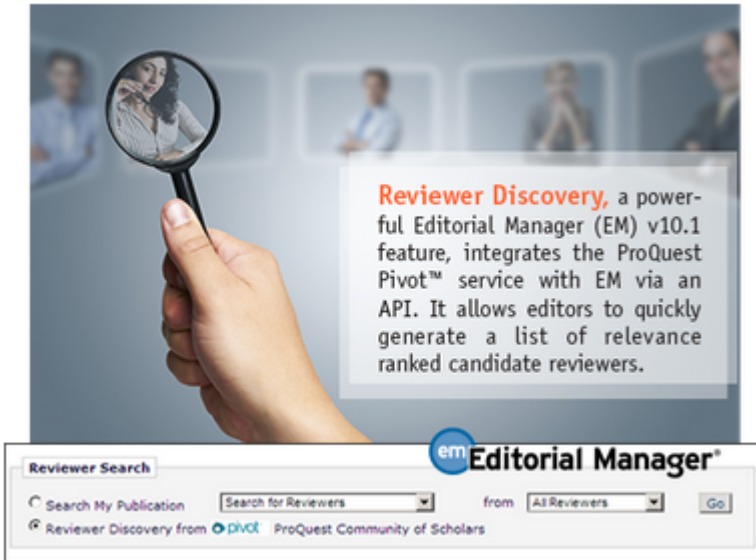 Reviewer Discovery, a power-
ful Editorial Manager (EM) v10.1
feature, integrates the ProQuest
Pivot™ service with EM via an
API. It allows editors to quickly
generate a list of relevance
ranked candidate reviewers.
em Editorial Manager®
Reviewer Search
Search My Publication Search for Reviewers from All Reviewers Go
Reviewer Discovery from pivot ProQuest Community of Scholars